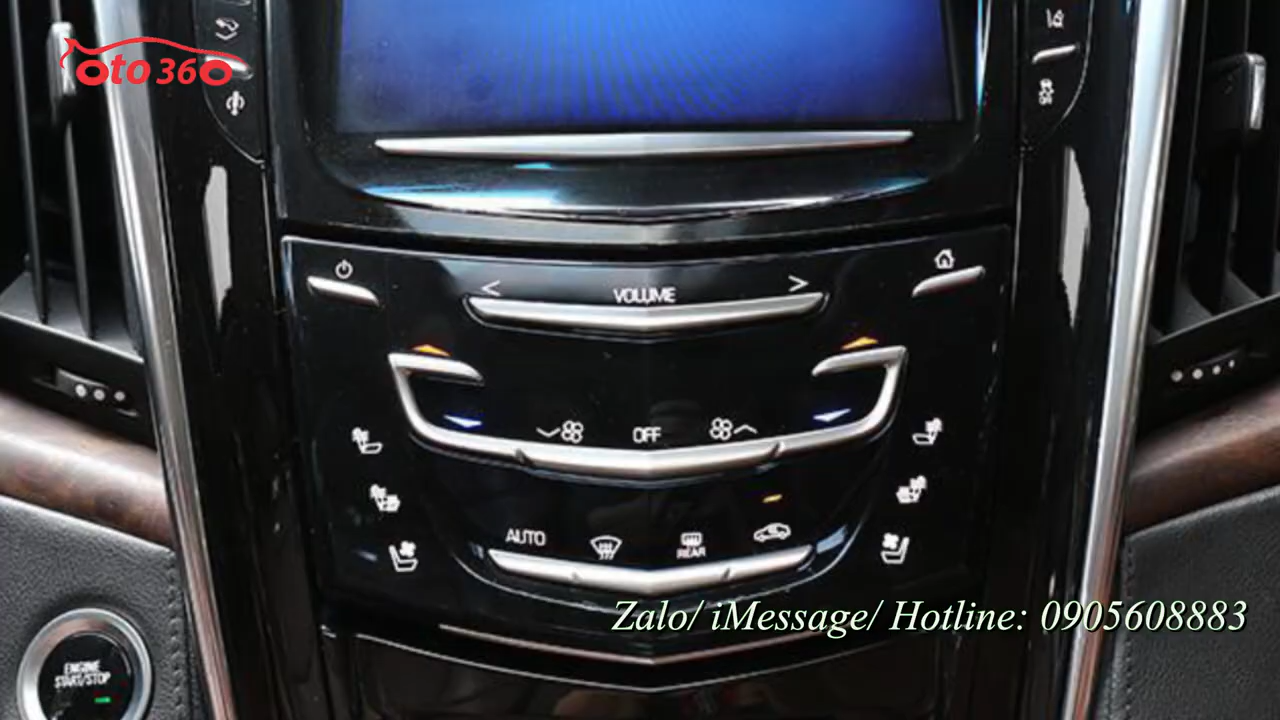 oto360
VOLUME
OFF
AUTO
REAR
Zalo/ iMessage/ Hotline: 0905608883
ENGINE
START/STOP